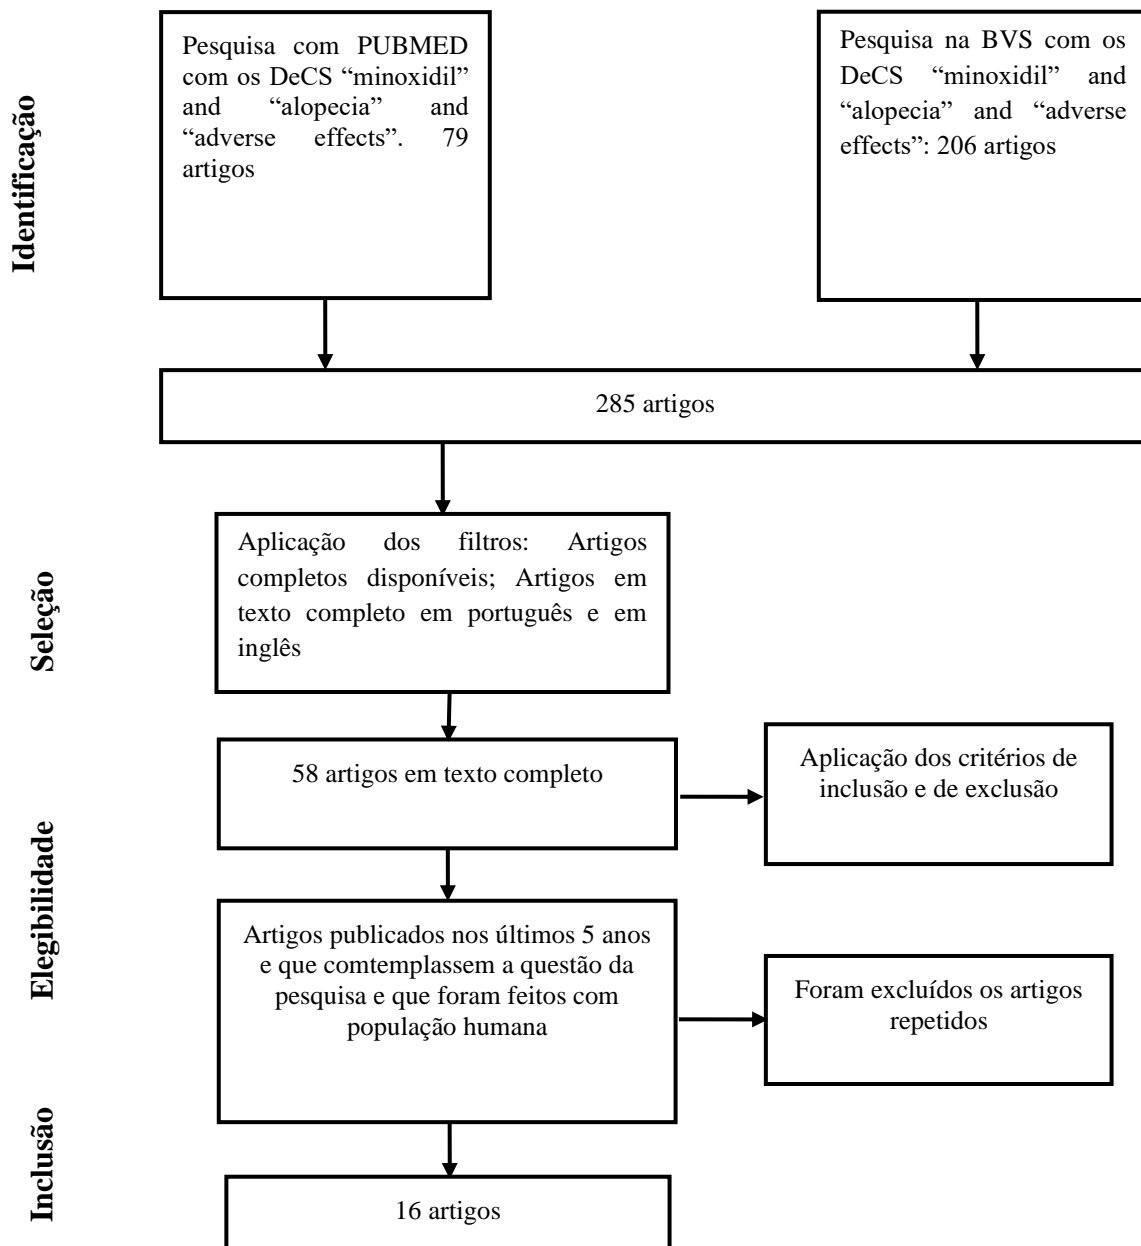 Identificação
Pesquisa com PUBMED
com os DeCS “minoxidil”
and “alopecia” and
“adverse effects”. 79
artigos
Pesquisa na BVS com os
DeCS “minoxidil” and
“alopecia” and “adverse
effects”: 206 artigos
285 artigos
Seleção
Aplicação dos filtros: Artigos
completos disponíveis; Artigos em
texto completo em português e em
inglês
58 artigos em texto completo
Aplicação dos critérios de
inclusão e de exclusão
Elegibilidade
Artigos publicados nos últimos 5 anos
e que comtemplassem a questão da
pesquisa e que foram feitos com
população humana
Foram excluídos os artigos
repetidos
Inclusão
16 artigos